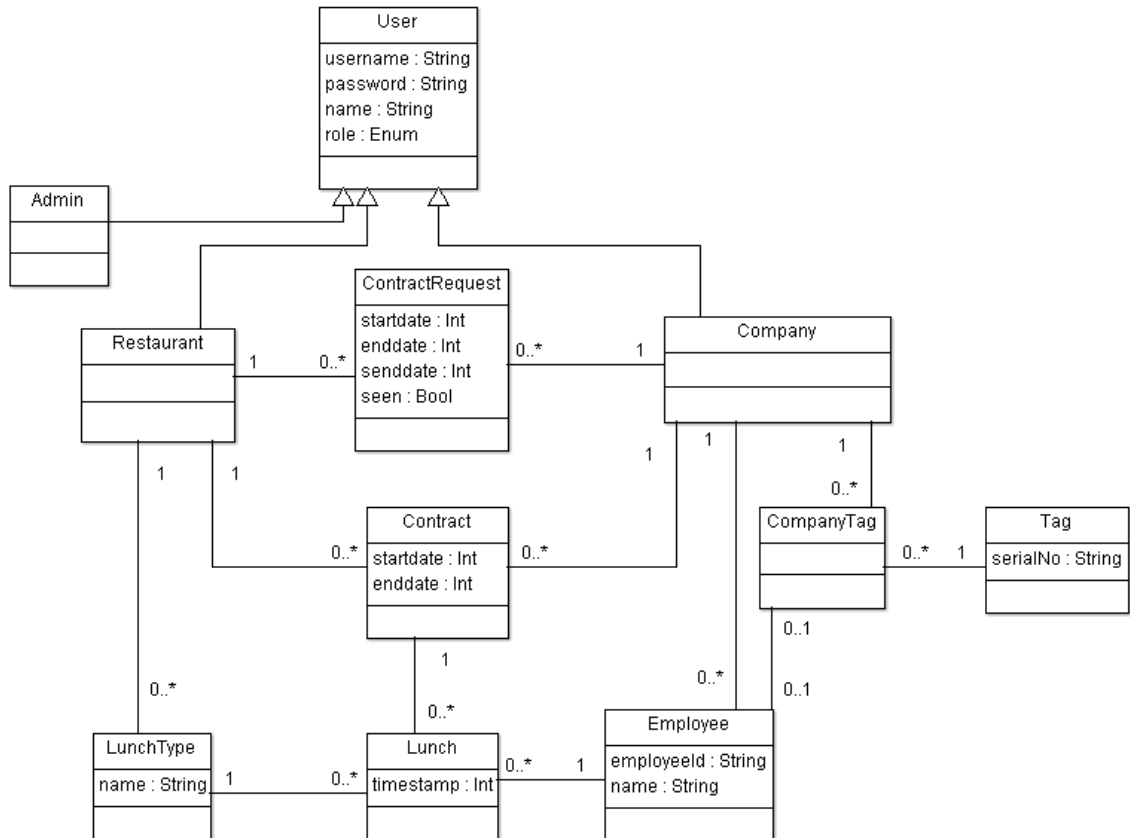 User
username : String
password : String
name : String
role : Enum
Admin
ContractRequest
startdate : Int
enddate : Int
senddate : Int
seen : Bool
Restaurant
Company
1
0..*
0..*
1
1
1
1
1
1
0..*
Contract
startdate : Int
enddate : Int
0..*
0..*
CompanyTag
0..*
1
Tag
serialNo : String
1
0..*
0..1
0..1
0..*
0..*
LunchType
name : String
1
0..*
Lunch
timestamp : Int
0..*
1
Employee
employeeId : String
name : String